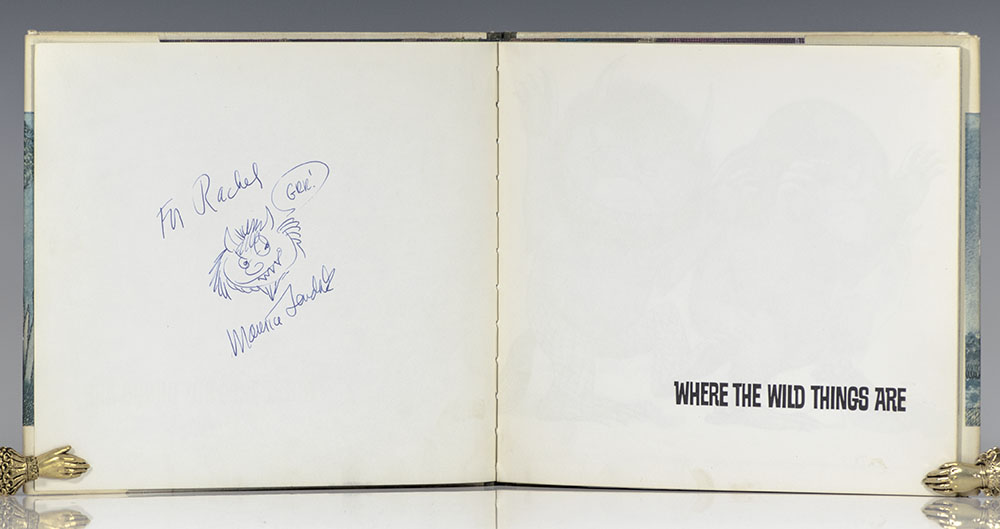 For Rachel
GRR!
Maurice Sendak
WHERE THE WILD THINGS ARE